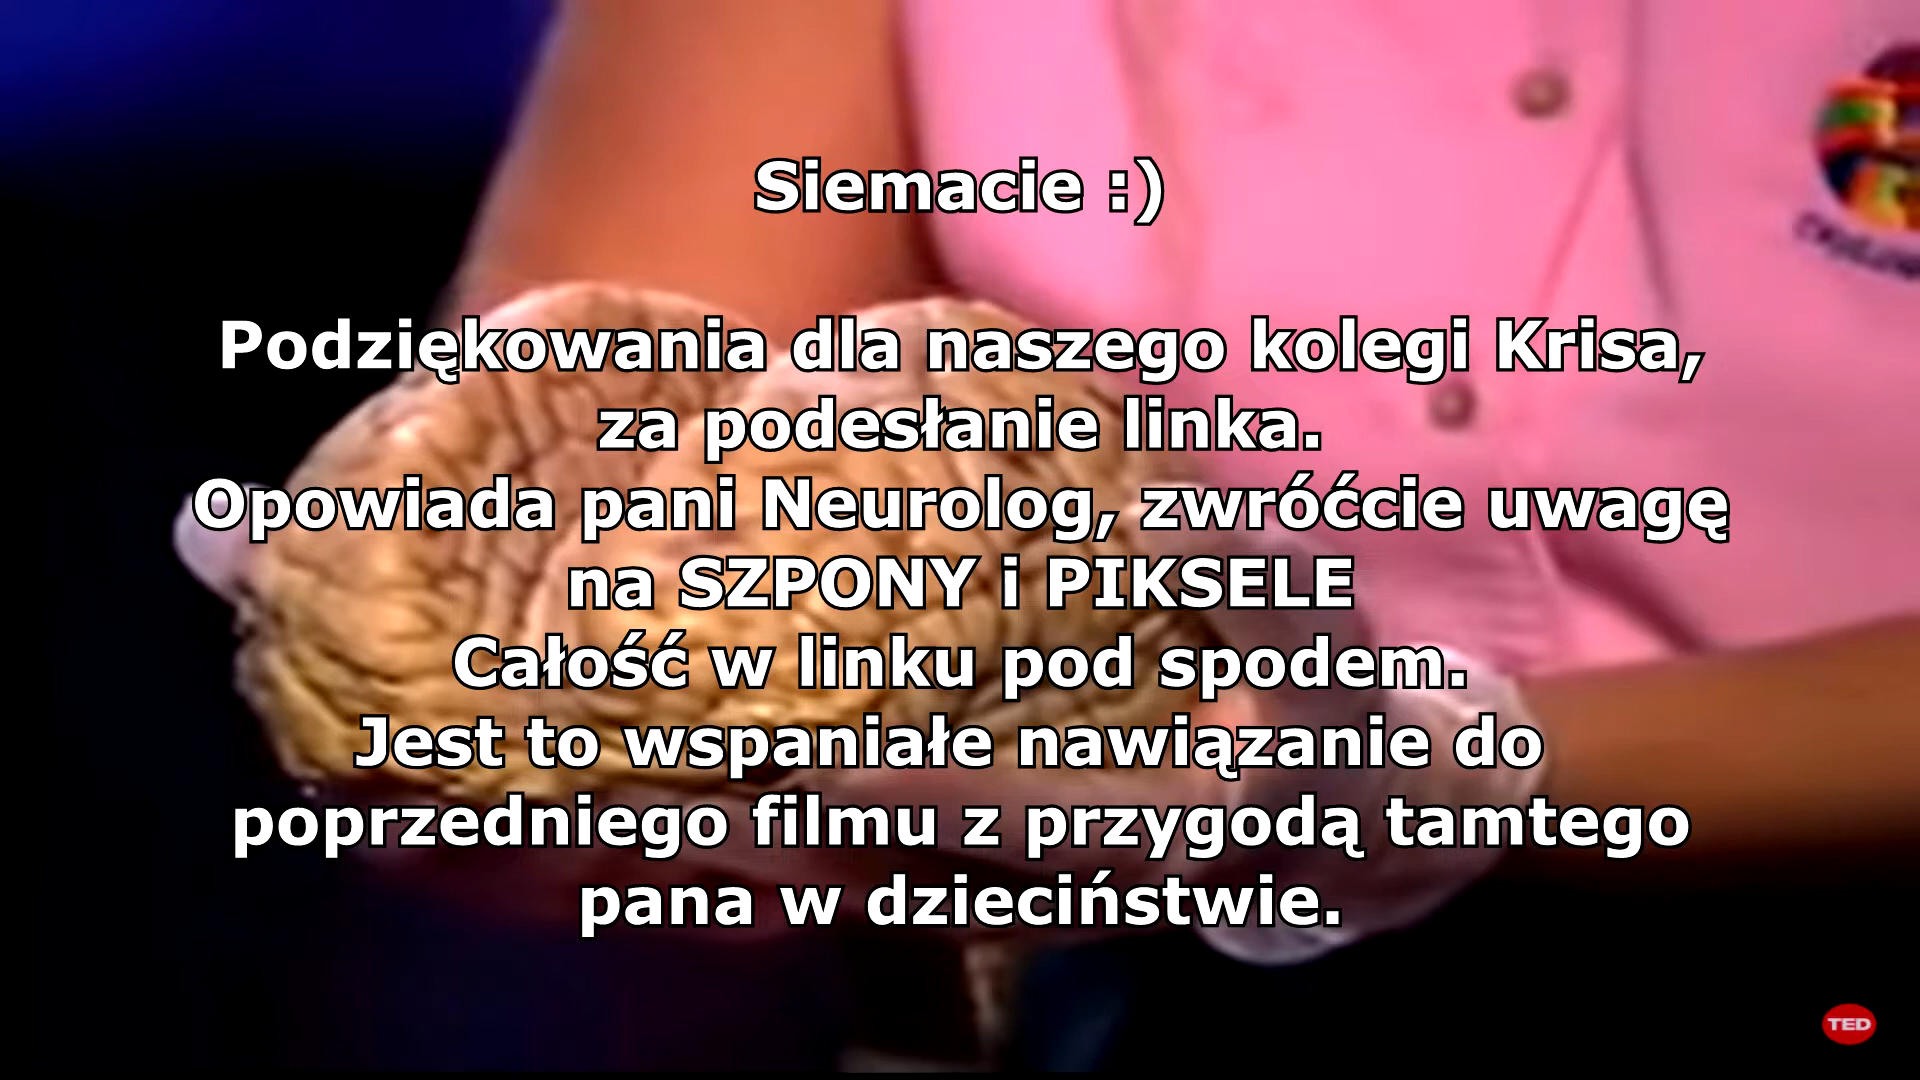 Siemacie :)
Podziękowania dla naszego kolegi Krisa,
za podesłanie linka.
Opowiada pani Neurolog, zwróćcie uwagę
na SZPONY i PIKSELE
Całość w linku pod spodem.
Jest to wspaniałe nawiązanie do
poprzedniego filmu z przygodą tamtego
pana w dzieciństwie.
TED